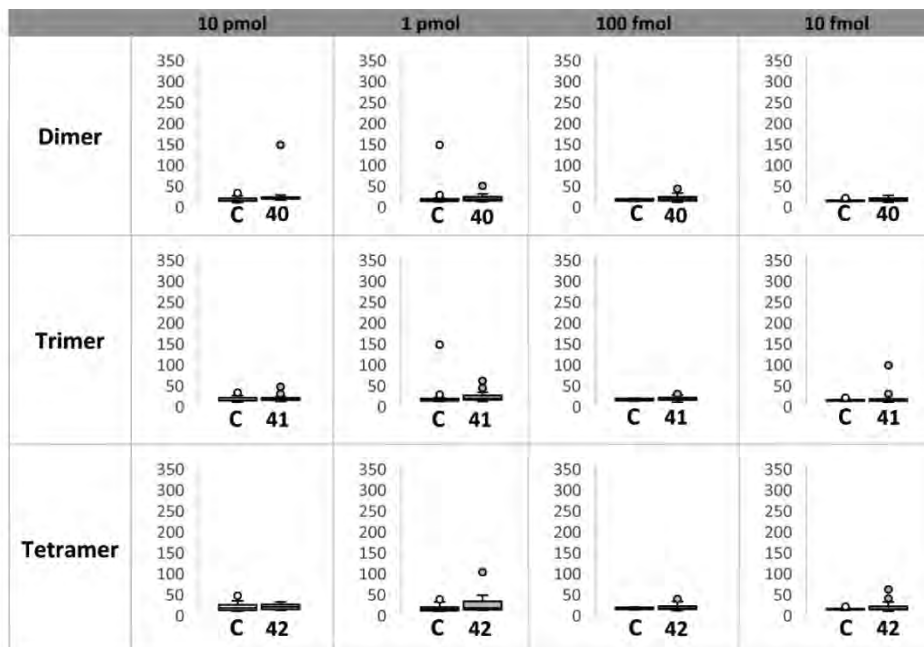 10 pmol 1 pmol 100 fmol 10 fmol
Dimer
350 350 350 350
300 300 300 300
250 250 250 250
200 200 200 200
150 150 150 150
100 100 100 100
50 50 50 50
0 0 0 0
C 40 C 40 C 40 C 40
Trimer
350 350 350 350
300 300 300 300
250 250 250 250
200 200 200 200
150 150 150 150
100 100 100 100
50 50 50 50
0 0 0 0
C 41 C 41 C 41 C 41
Tetramer
350 350 350 350
300 300 300 300
250 250 250 250
200 200 200 200
150 150 150 150
100 100 100 100
50 50 50 50
0 0 0 0
C 42 C 42 C 42 C 42